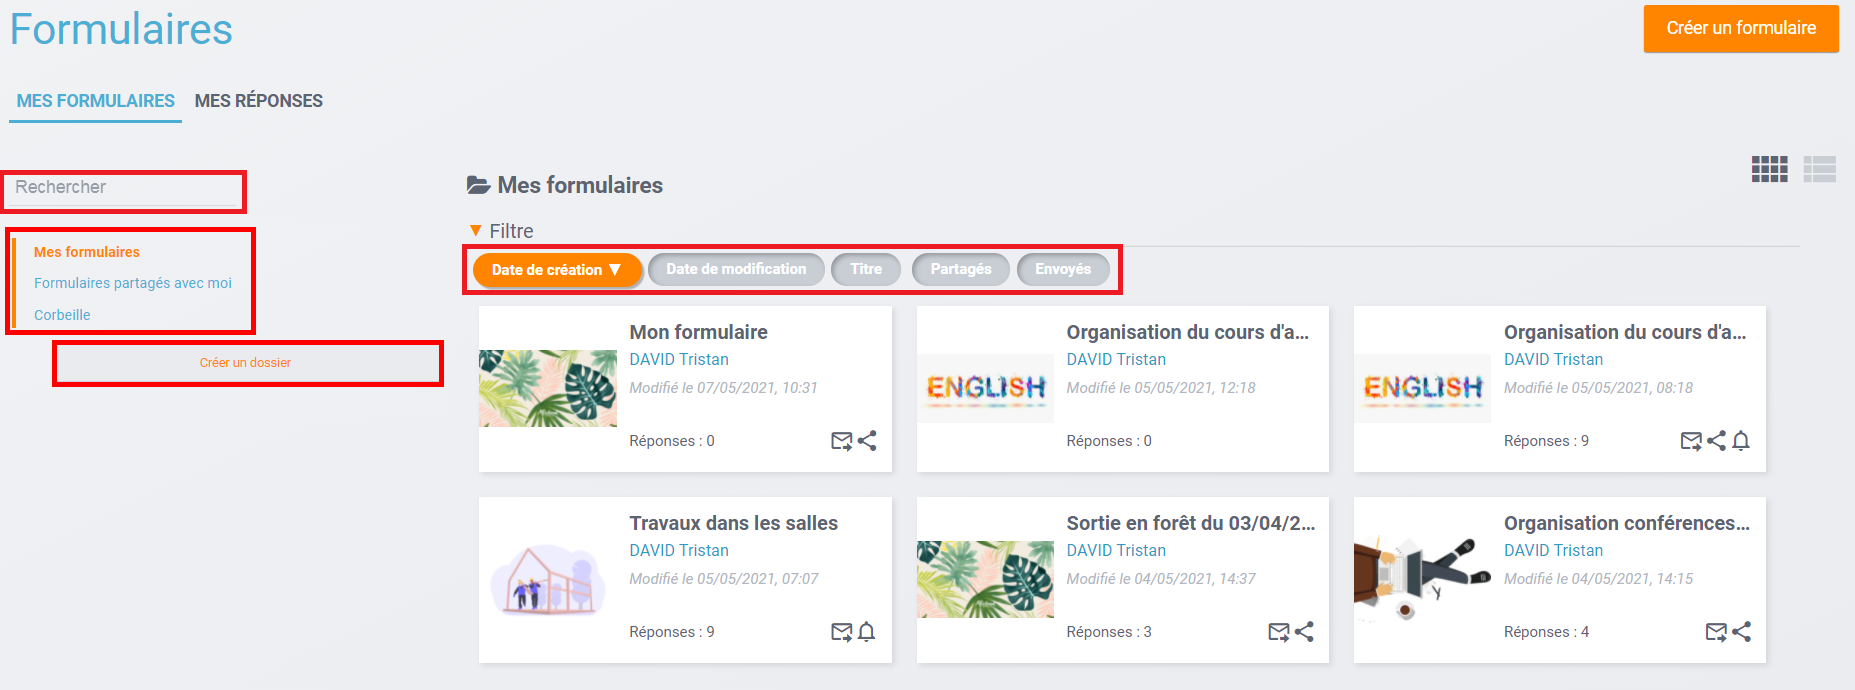 Formulaires
Créer un formulaire
MES FORMULAIRES
MES RÉPONSES
Rechercher
Mes formulaires
Formulaires partagés avec moi
Corbeille
Créer un dossier
Mes formulaires
Filtre
Date de création
Date de modification
Titre
Partagés
Envoyés
Mon formulaire
DAVID Tristan
Modifié le 07/05/2021, 10:31
Réponses : 0
ENGLISH
Organisation du cours d'a...
DAVID Tristan
Modifié le 05/05/2021, 12:18
Réponses : 0
ENGLISH
Organisation du cours d'a...
DAVID Tristan
Modifié le 05/05/2021, 08:18
Réponses : 9
Travaux dans les salles
DAVID Tristan
Modifié le 05/05/2021, 07:07
Réponses : 9
Sortie en forêt du 03/04/2...
DAVID Tristan
Modifié le 04/05/2021, 14:37
Réponses : 3
Organisation conférences...
DAVID Tristan
Modifié le 04/05/2021, 14:15
Réponses : 4